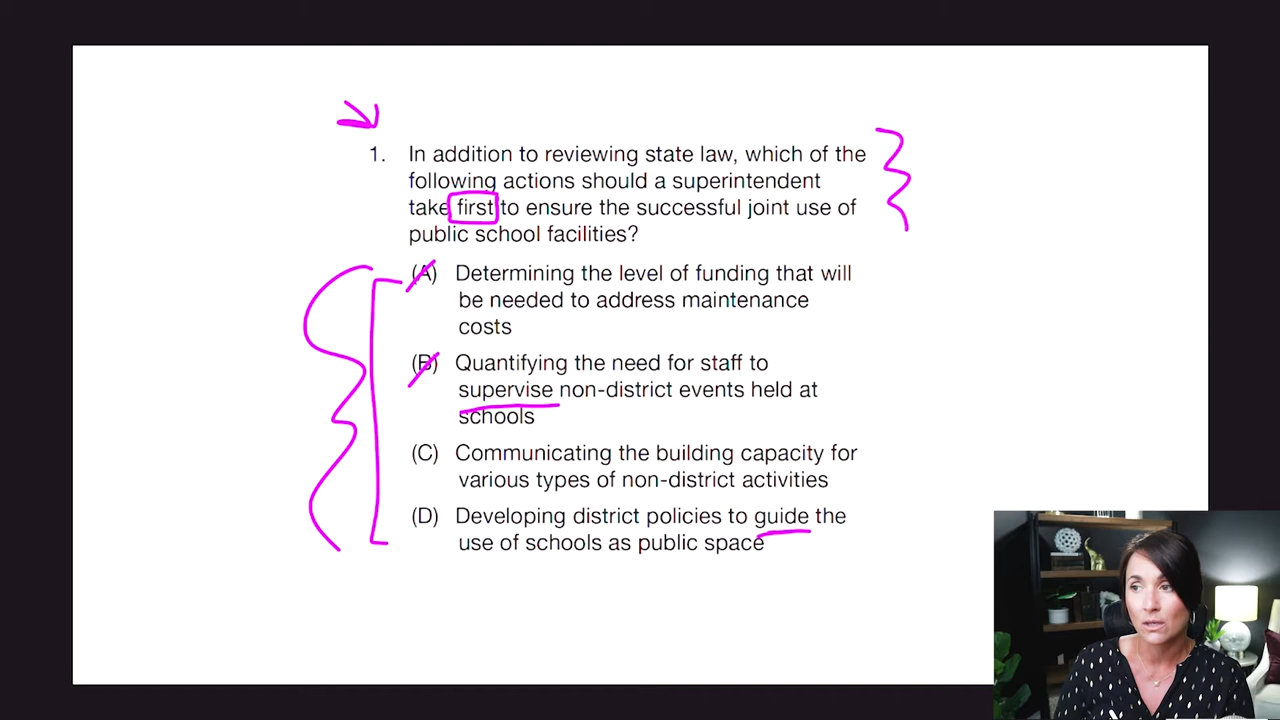 1. In addition to reviewing state law, which of the
following actions should a superintendent
take first to ensure the successful joint use of
public school facilities?
(A) Determining the level of funding that will
be needed to address maintenance
costs
(B) Quantifying the need for staff to
supervise non-district events held at
schools
(C) Communicating the building capacity for
various types of non-district activities
(D) Developing district policies to guide the
use of schools as public space